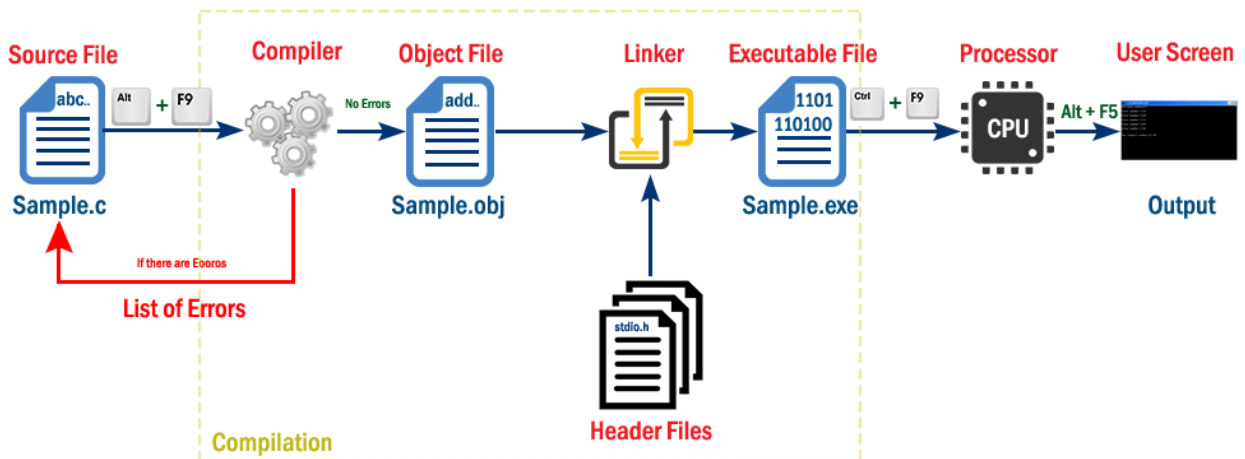 Source File
Compiler
Object File
Linker
Executable File
Processor
User Screen
abc..
Alt + F9
No Errors
add..
1101
110100
Ctrl + F9
CPU
Alt + F5
Sample.c
Sample.obj
Sample.exe
Output
If there are Eooros
List of Errors
stdio.h
Header Files
Compilation